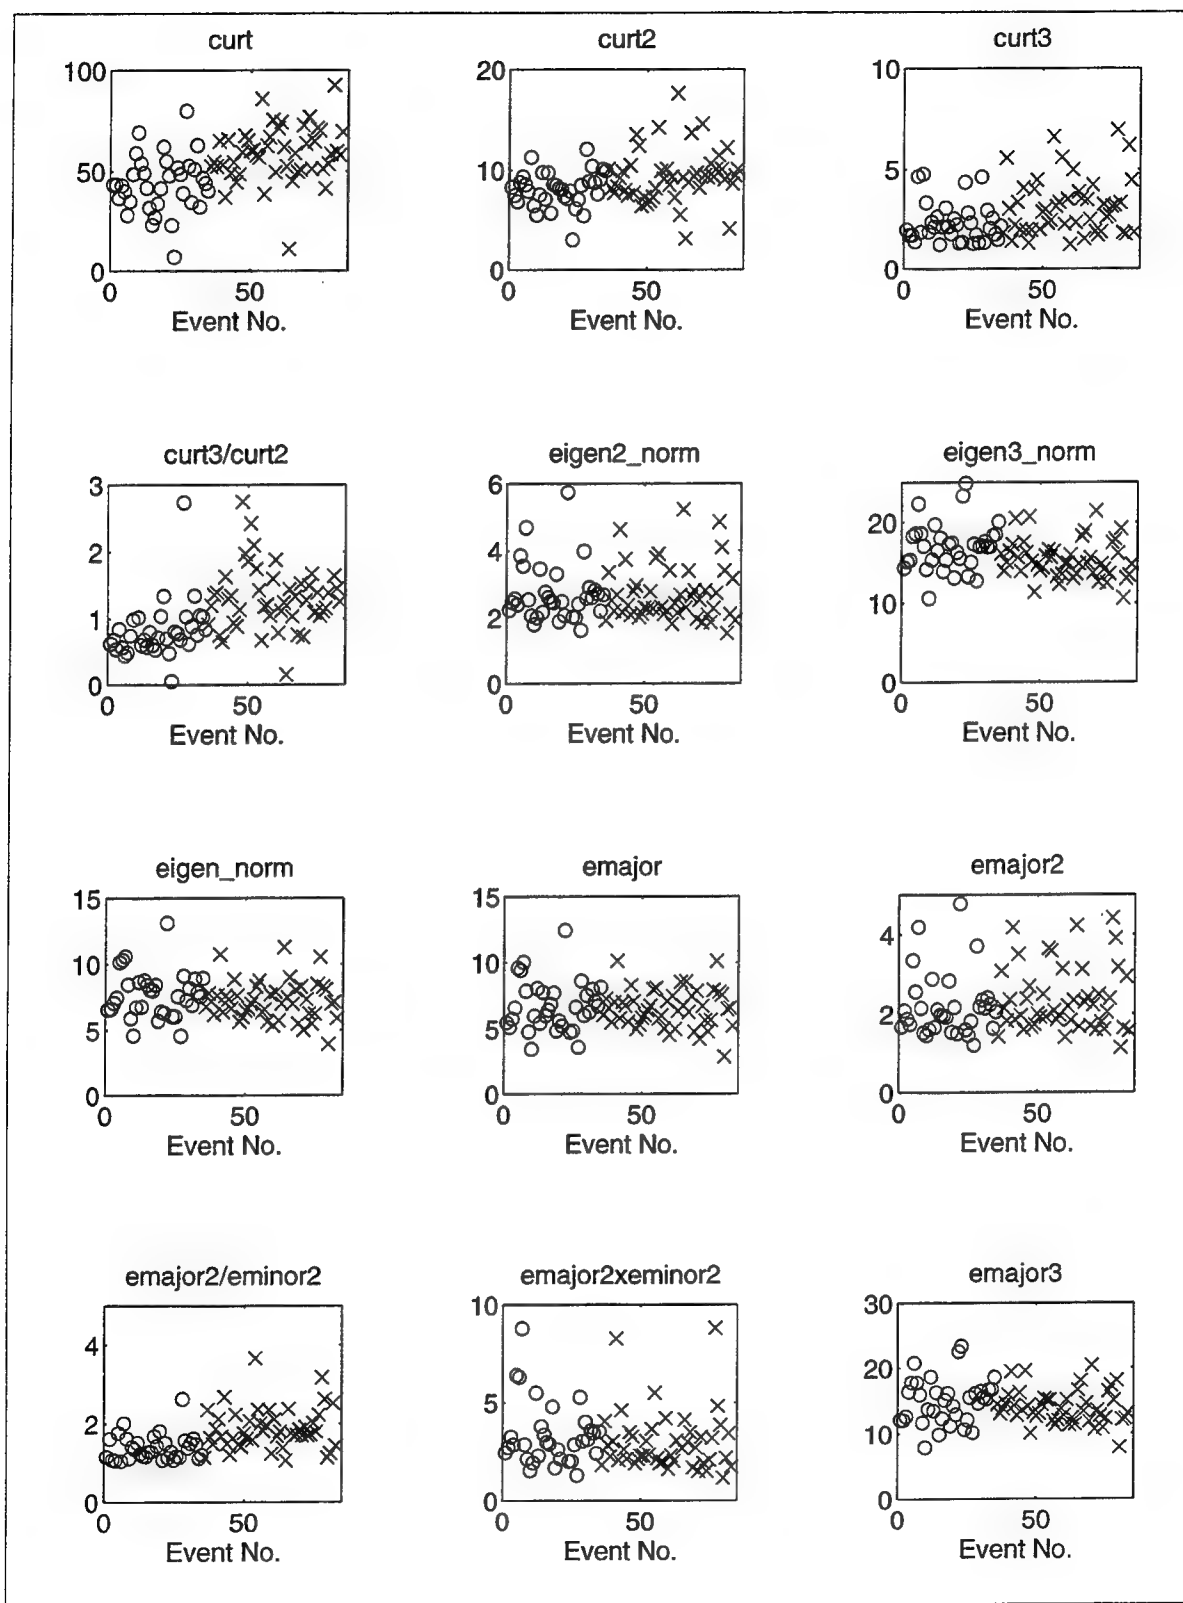 curt curt2 curt3
100 20 10
50 10 5
0 0 0
0 50 0 50 0 50
Event No. Event No. Event No.
curt3/curt2 eigen2_norm eigen3_norm
3 6
2 4 20
1 2 10
0 0 0
0 50 0 50 0 50
Event No. Event No. Event No.
eigen_norm emajor emajor2
15 15
10 10 4
5 5 2
0 0 0
0 50 0 50 0 50
Event No. Event No. Event No.
emajor2/eminor2 emajor2xeminor2 emajor3
10 30
4 20
2 5 10
0 0 0
0 50 0 50 0 50
Event No. Event No. Event No.